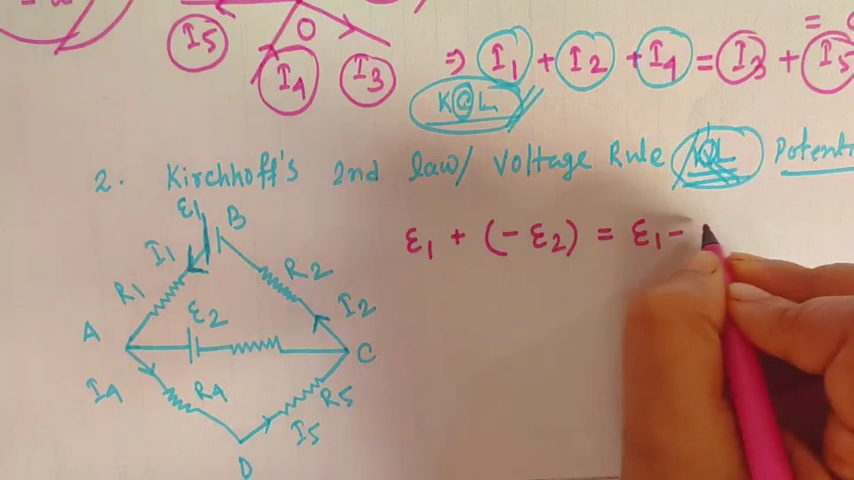 I5 O I4 I3
⇒ I1 + I2 + I4 = I3 + I5
KCL
2. Kirchhoff's 2nd law/ Voltage Rule KVL
ε1 + (-ε2) = ε1 -
ε1 B
I1 R1 R2
ε2 I2
A C
I4 R4 R5
I5
D